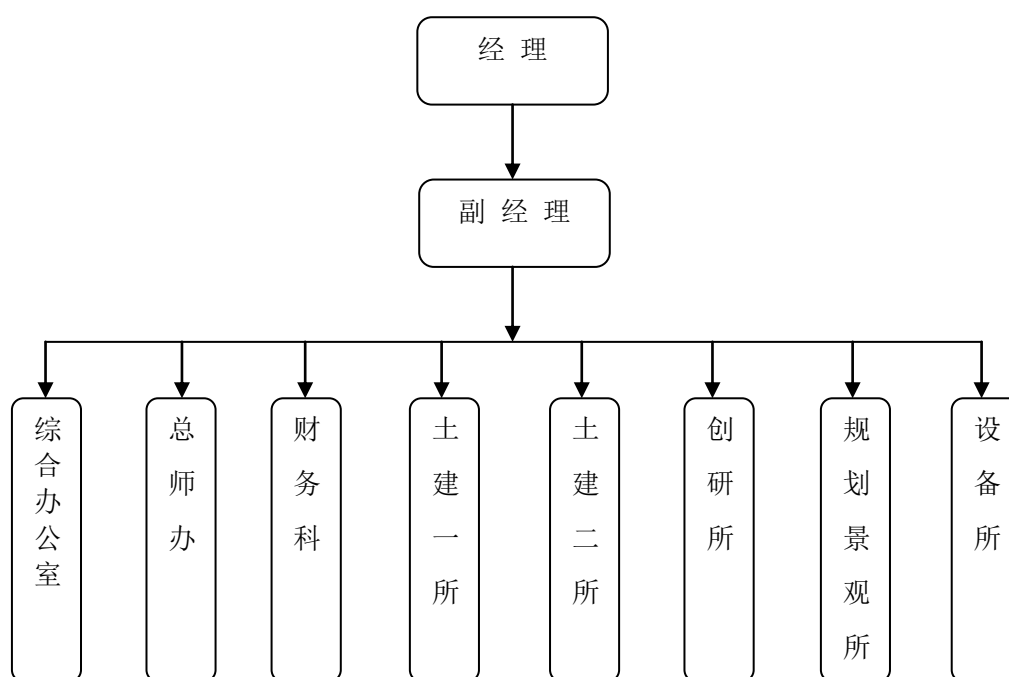 经 理
副 经 理
综合办公室
总师办
财务科
土建一所
土建二所
创研所
规划景观所
设备所